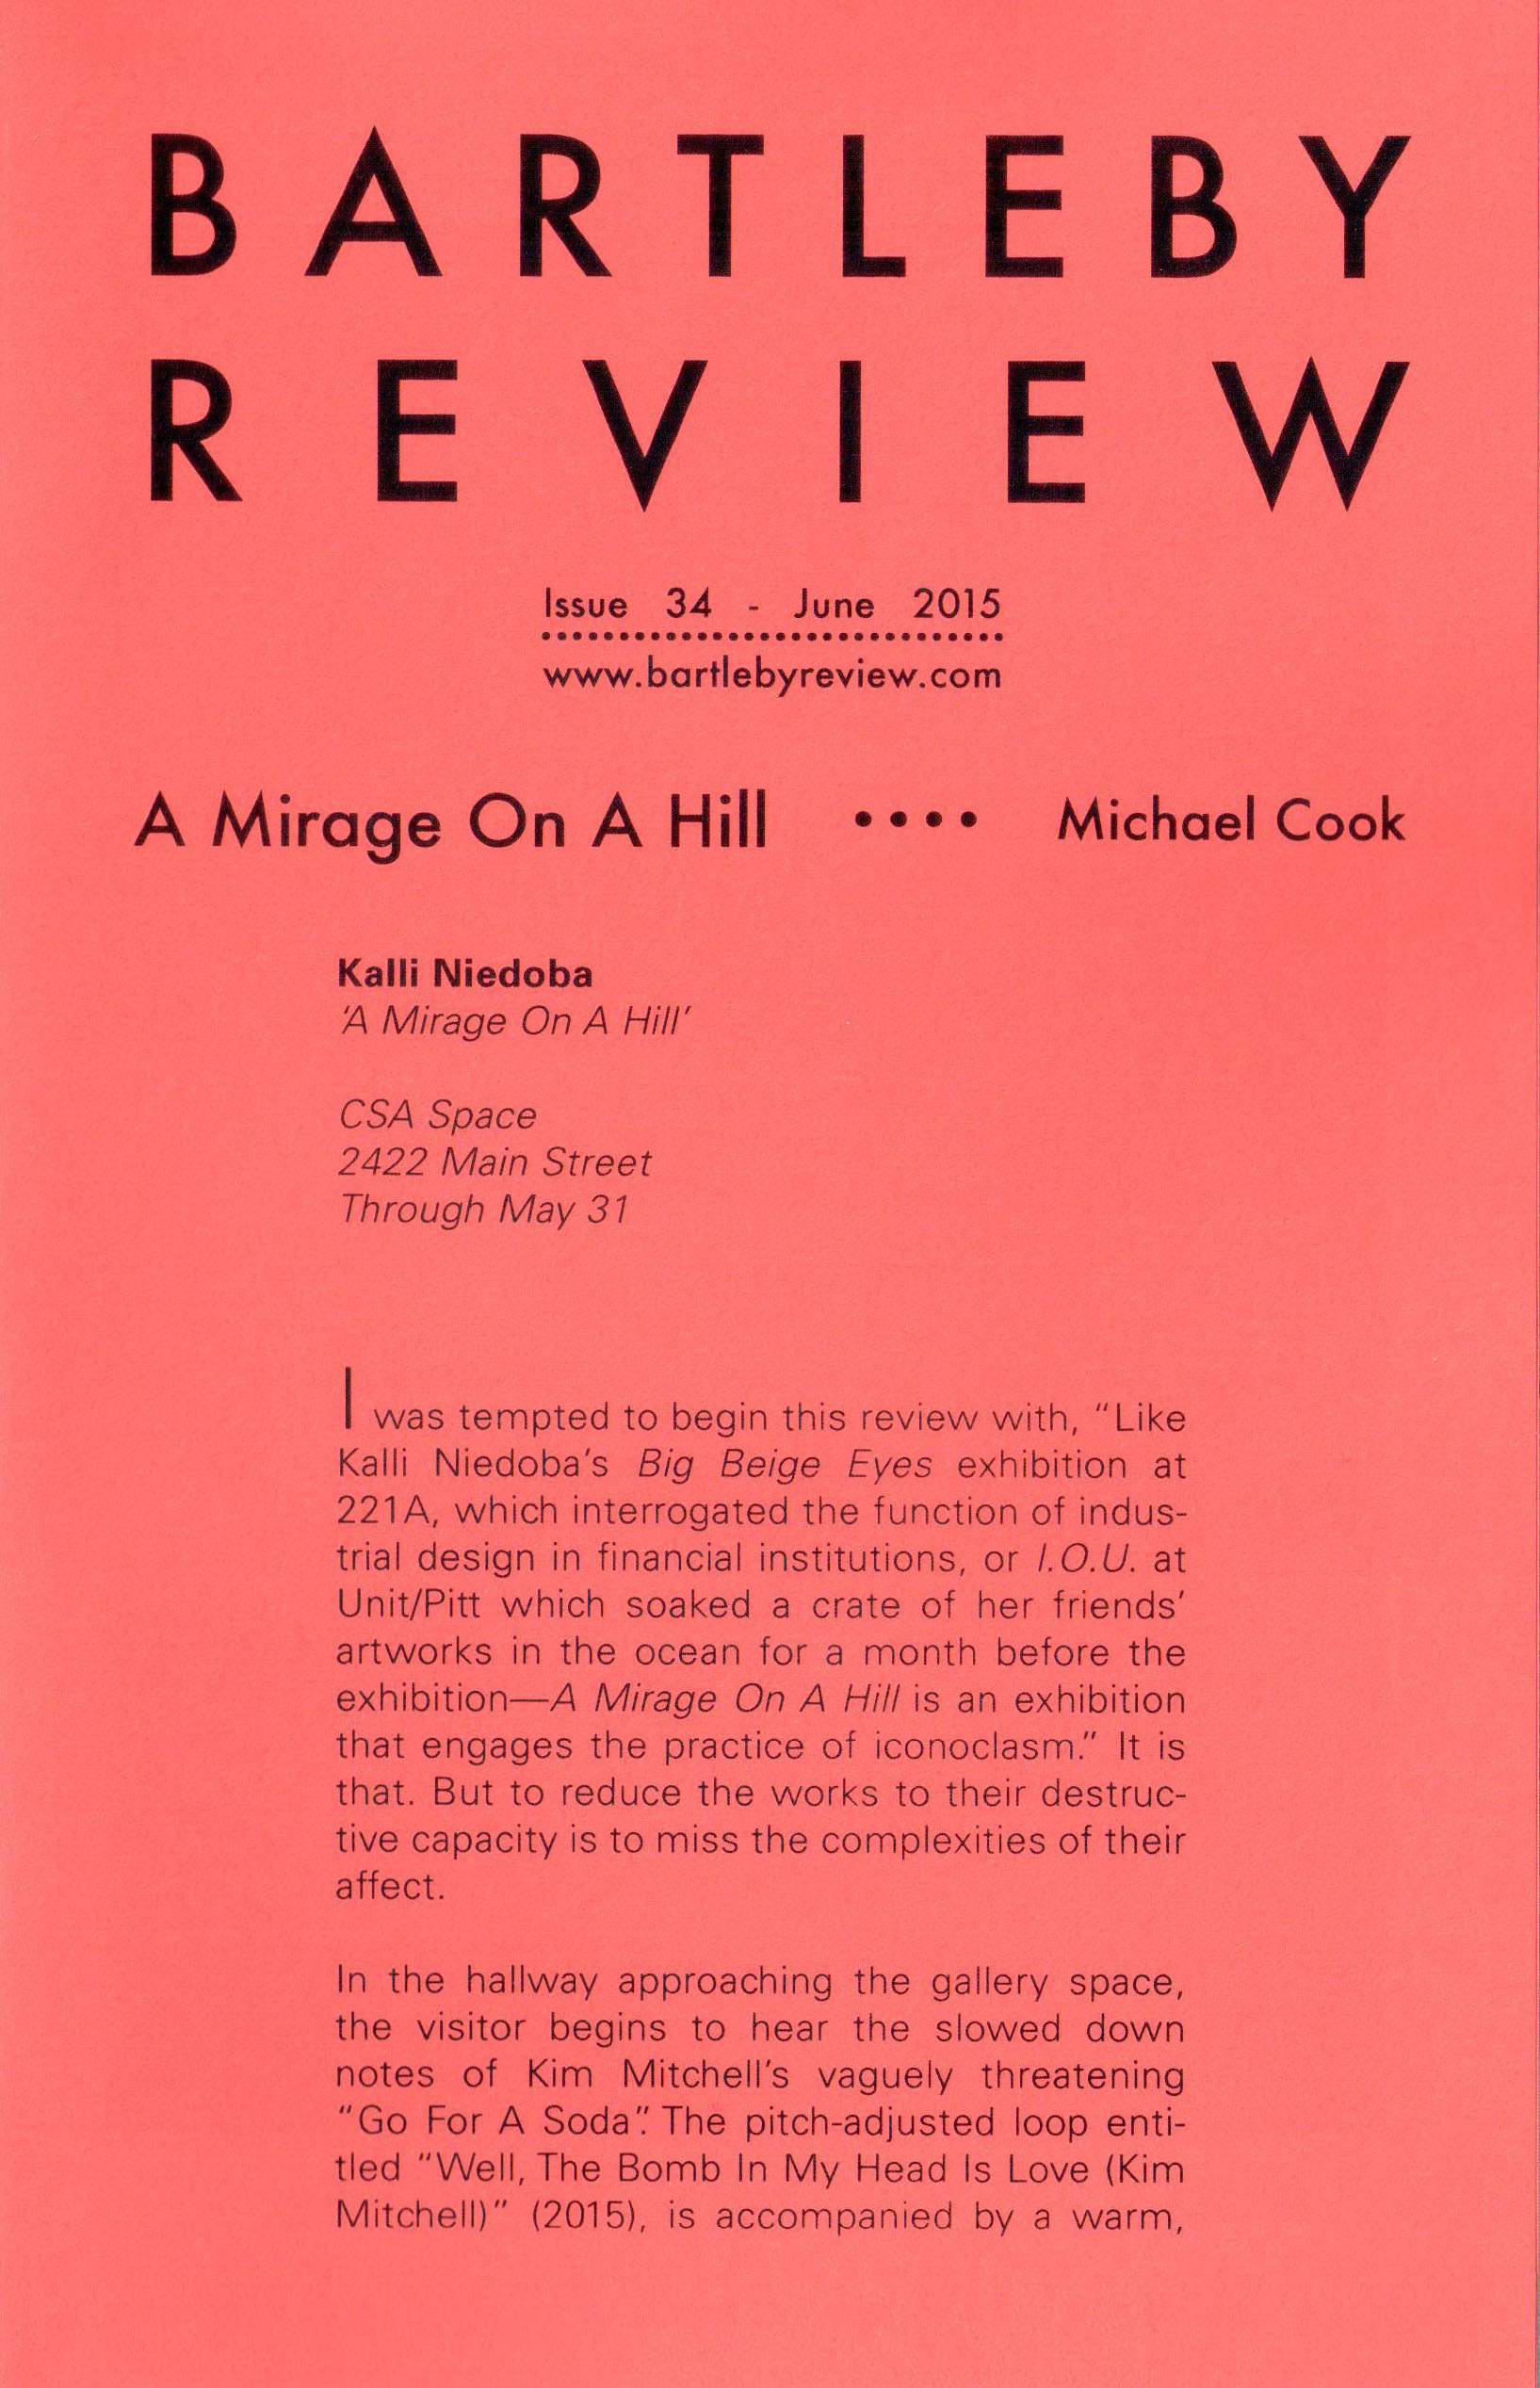 BARTLEBY
REVIEW
Issue 34 - June 2015
www.bartlebyreview.com
A Mirage On A Hill •••• Michael Cook
Kalli Niedoba
'A Mirage On A Hill'
CSA Space
2422 Main Street
Through May 31
I was tempted to begin this review with, "Like
Kalli Niedoba's Big Beige Eyes exhibition at
221A, which interrogated the function of indus-
trial design in financial institutions, or I.O.U. at
Unit/Pitt which soaked a crate of her friends'
artworks in the ocean for a month before the
exhibition—A Mirage On A Hill is an exhibition
that engages the practice of iconoclasm." It is
that. But to reduce the works to their destruc-
tive capacity is to miss the complexities of their
affect.
In the hallway approaching the gallery space,
the visitor begins to hear the slowed down
notes of Kim Mitchell's vaguely threatening
"Go For A Soda". The pitch-adjusted loop enti-
tled "Well, The Bomb In My Head Is Love (Kim
Mitchell)" (2015), is accompanied by a warm,